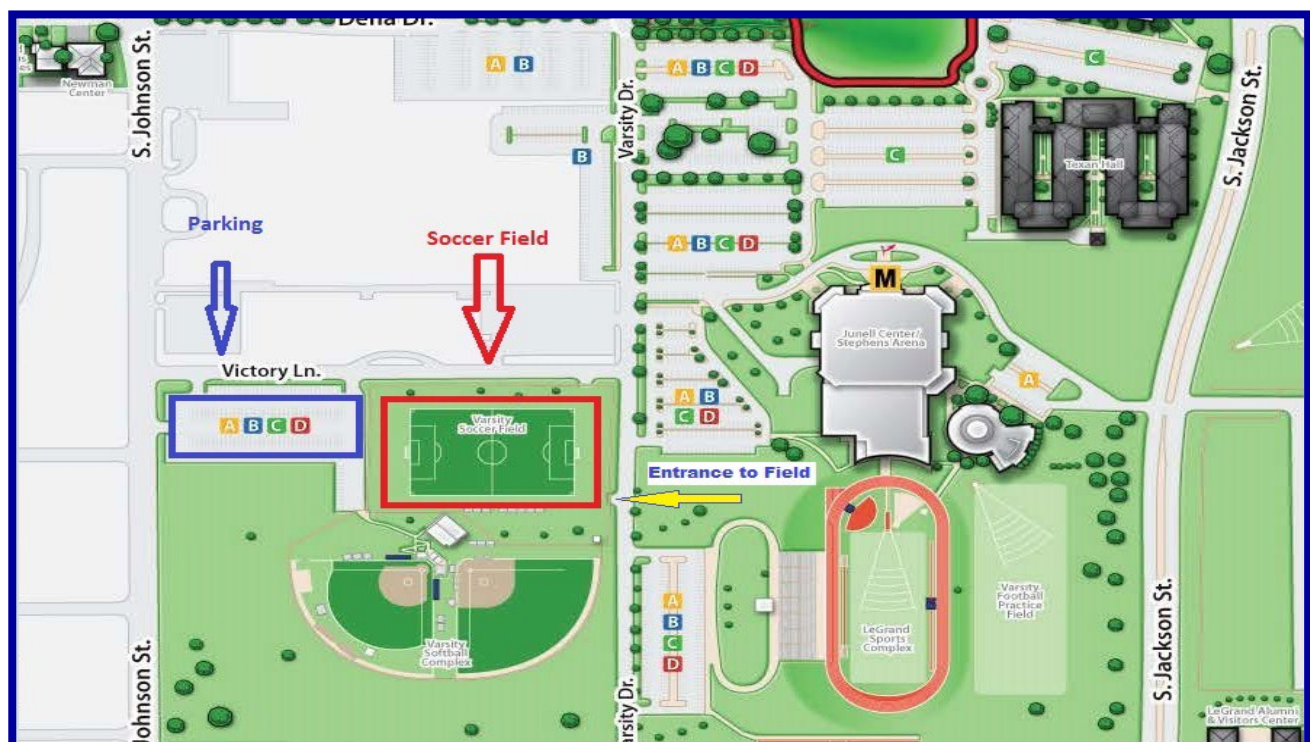 Delia Dr.
S. Johnson St.
Newman
Center
A B
B
Varsity Dr.
A B C D
C
C
Texan Hall
S. Jackson St.
A B C D
Parking
Soccer Field
M
Junell Center/
Stephens Arena
A
A B
C D
Victory Ln.
A B C D
Varsity
Soccer Field
Entrance to Field
Varsity
Softball
Complex
A
B
C
D
LeGrand
Sports
Complex
Varsity
Football
Practice
Field
S. Jackson St.
Johnson St.
arsity Dr.
LeGrand Alumni
& Visitors Center